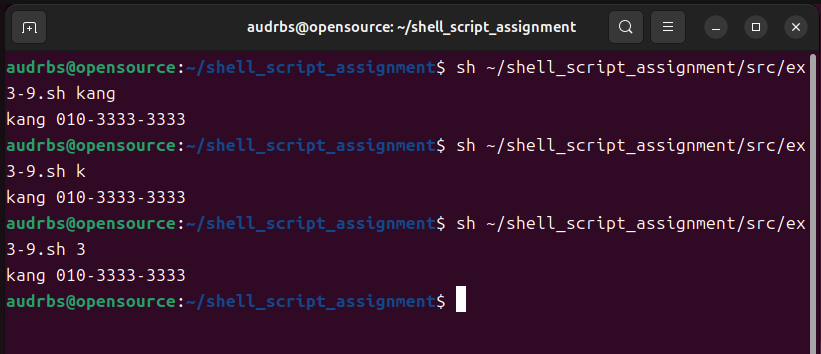 audrbs@opensource: ~/shell_script_assignment
audrbs@opensource:~/shell_script_assignment$ sh ~/shell_script_assignment/src/ex
3-9.sh kang
kang 010-3333-3333
audrbs@opensource:~/shell_script_assignment$ sh ~/shell_script_assignment/src/ex
3-9.sh k
kang 010-3333-3333
audrbs@opensource:~/shell_script_assignment$ sh ~/shell_script_assignment/src/ex
3-9.sh 3
kang 010-3333-3333
audrbs@opensource:~/shell_script_assignment$